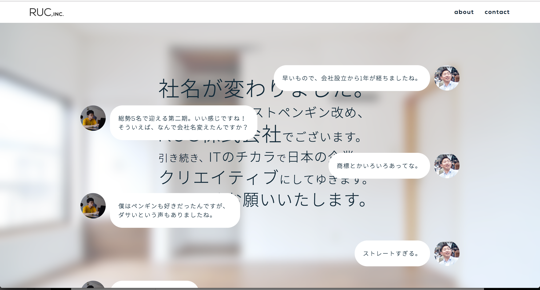 RUC,INC.
about contact
社名が変わりました。
早いもので、会社設立から1年が経ちましたね。
総勢5名で迎える第二期。いい感じですね！
そういえば、なんで会社名変えたんですか？
ストペンギン改め、
会社でございます。
引き続き、ITのチカラで日本の企業
商標とかいろいろあってな。
クリエイティブにしてゆきます。
僕はペンギンも好きだったんですが、
ダサいという声もありましたね。
お願いいたします。
ストレートすぎる。